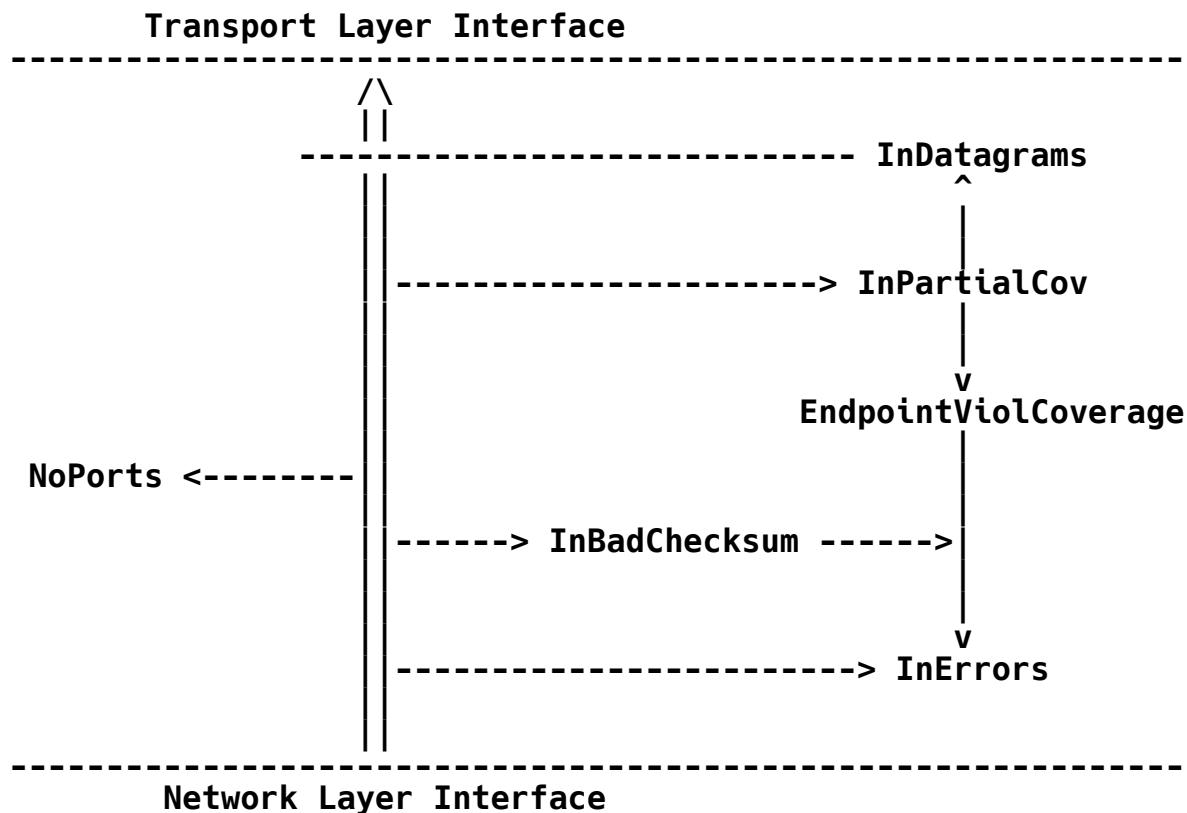 Transport Layer Interface
InDatagrams
InPartialCov
EndpointViolCoverage
NoPorts
InBadChecksum
InErrors
Network Layer Interface